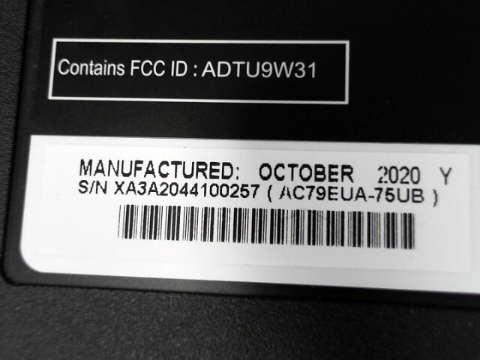 Contains FCC ID : ADTU9W31
MANUFACTURED: OCTOBER 2020 Y
S/N XA3A2044100257 ( AC79EUA-75UB )